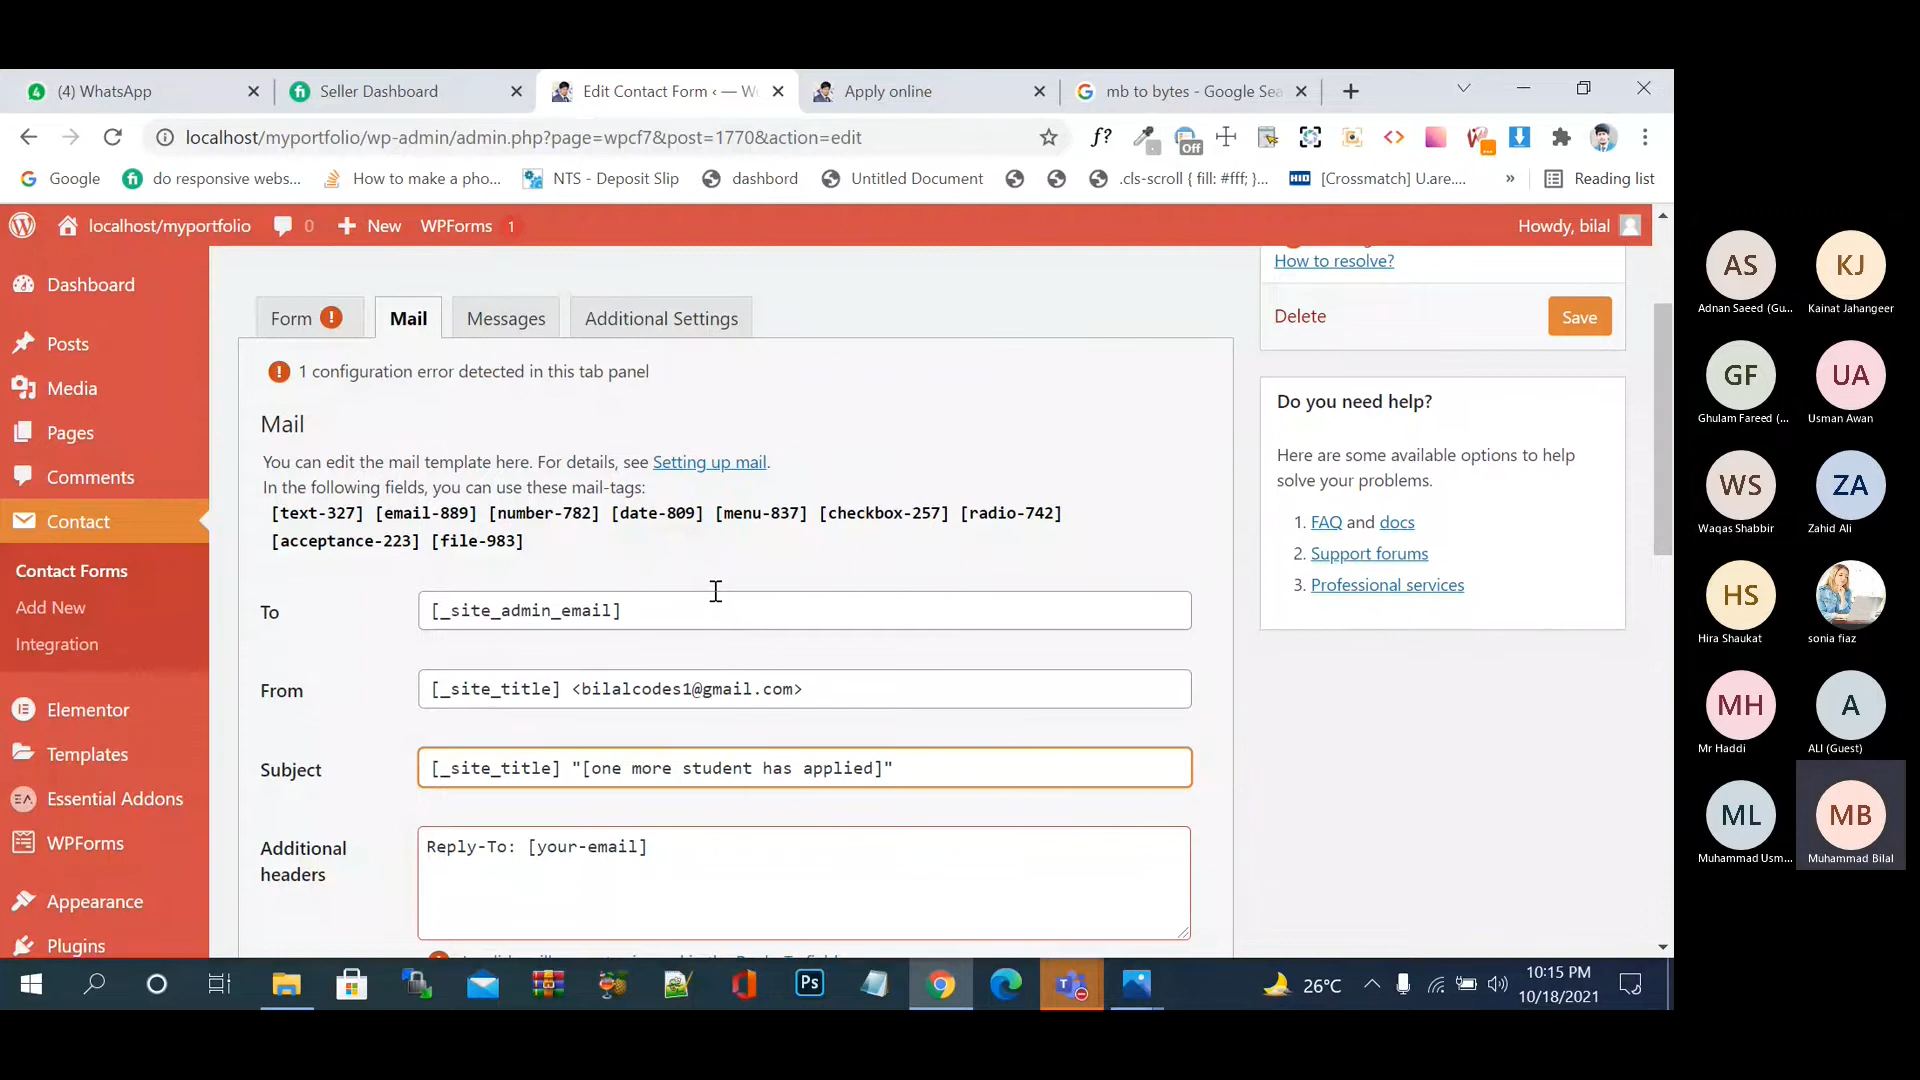 (4) WhatsApp
Seller Dashboard
Edit Contact Form ‹ — W
Apply online
mb to bytes - Google Sea
localhost/myportfolio/wp-admin/admin.php?page=wpcf7&post=1770&action=edit
f?
Off
Google
do responsive webs...
How to make a pho...
NTS - Deposit Slip
dashbord
Untitled Document
.cls-scroll { fill: #fff; }...
HID
[Crossmatch] U.are....
»
Reading list
localhost/myportfolio
0
New
WPForms 1
Howdy, bilal
Dashboard
Posts
Media
Pages
Comments
Contact
Contact Forms
Add New
Integration
Elementor
Templates
EA
Essential Addons
WPForms
Appearance
Plugins
Form !
Mail
Messages
Additional Settings
! 1 configuration error detected in this tab panel
Mail
You can edit the mail template here. For details, see Setting up mail.
In the following fields, you can use these mail-tags:
[text-327] [email-889] [number-782] [date-809] [menu-837] [checkbox-257] [radio-742]
[acceptance-223] [file-983]
To
[_site_admin_email]
From
[_site_title] <bilalcodes1@gmail.com>
Subject
[_site_title] "[one more student has applied]"
Additional
headers
Reply-To: [your-email]
How to resolve?
Delete
Save
Do you need help?
Here are some available options to help
solve your problems.
1. FAQ and docs
2. Support forums
3. Professional services
AS
Adnan Saeed (Gu...
KJ
Kainat Jahangeer
GF
Ghulam Fareed (...
UA
Usman Awan
WS
Waqas Shabbir
ZA
Zahid Ali
HS
Hira Shaukat
sonia fiaz
MH
Mr Haddi
A
ALI (Guest)
ML
Muhammad Usm...
MB
Muhammad Bilal
Ps
26°C
10:15 PM
10/18/2021